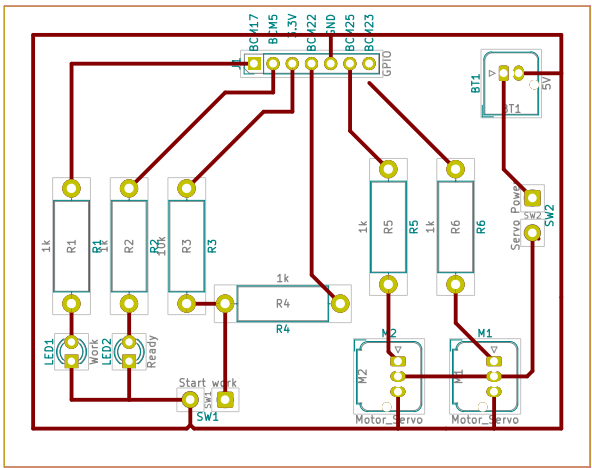 BCM17
BCM5
3.3V
BCM22
GND
BCM25
BCM23
J1
GPIO
BT1
BT1
5V
1k
R1
R1
1k
R2
R2
10k
R3
R3
1k
R5
R5
1k
R6
R6
Servo Power
SW2
SW2
1k
R4
R4
LED1
Work
LED2
Ready
M2
M2
Motor_Servo
M1
M1
Motor_Servo
Start work
SW1
SW1